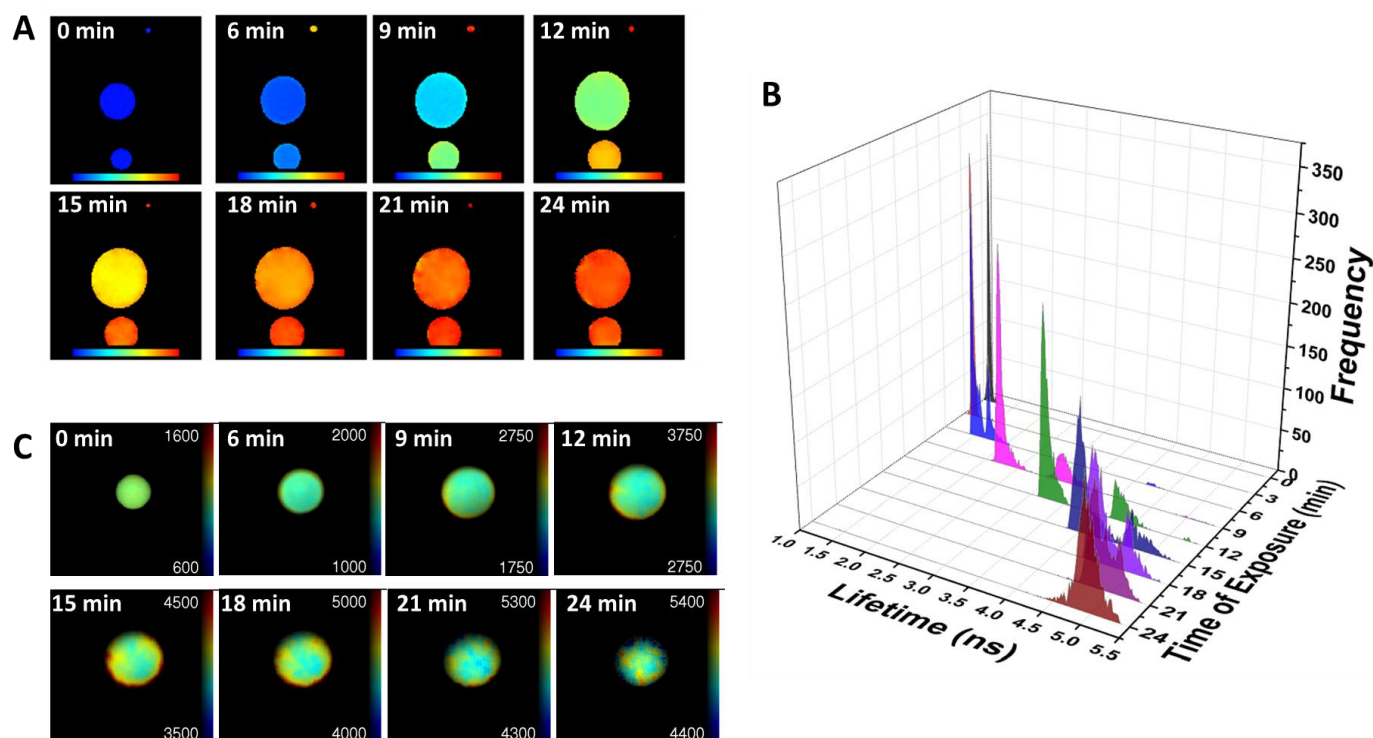 A
0 min
6 min
9 min
12 min
15 min
18 min
21 min
24 min
B
350
300
250
200
150
100
50
0
Frequency
0
3
6
9
12
15
18
21
24
Time of Exposure (min)
1.0
1.5
2.0
2.5
3.0
3.5
4.0
4.5
5.0
5.5
Lifetime (ns)
C
0 min
1600
600
6 min
2000
1000
9 min
2750
1750
12 min
3750
2750
15 min
4500
3500
18 min
5000
4000
21 min
5300
4300
24 min
5400
4400